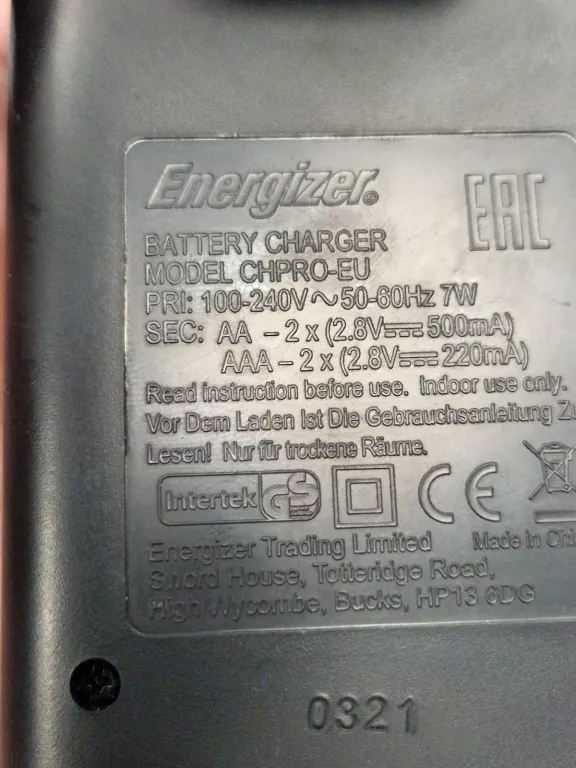 Energizer
EAC
BATTERY CHARGER
MODEL CHPRO-EU
PRI: 100-240V ~ 50-60Hz 7W
SEC: AA - 2 x (2.8V⎓500mA)
AAA - 2 x (2.8V⎓220mA)
Read instruction before use. Indoor use only.
Vor Dem Laden Ist Die Gebrauchsanleitung Zu
Lesen! Nur für trockene Räume.
Intertek GS CE
Energizer Trading Limited Made in
Sword House, Totteridge Road,
High Wycombe, Bucks, HP13 6DG
0321